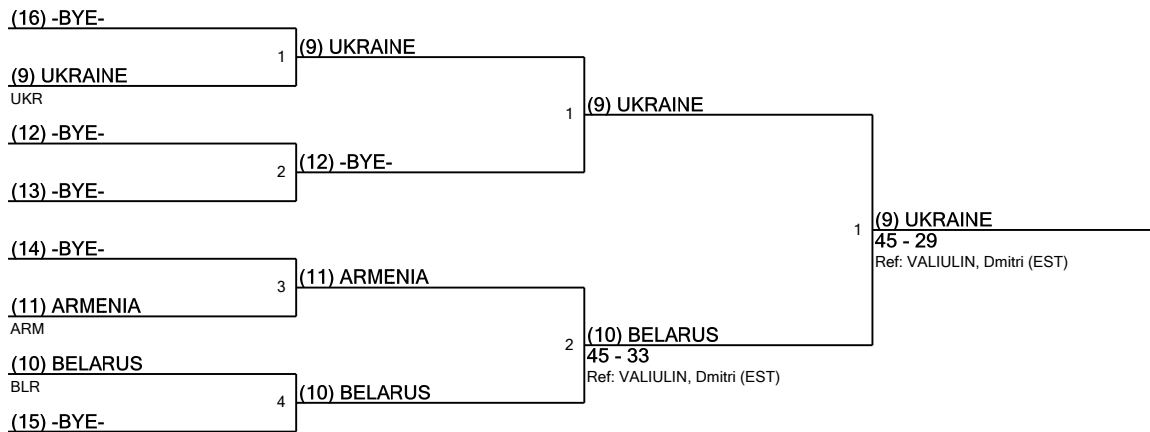 (16) -BYE-
1
(9) UKRAINE
(9) UKRAINE
UKR
1
(9) UKRAINE
(12) -BYE-
2
(12) -BYE-
(13) -BYE-
1
(9) UKRAINE
45 - 29
Ref: VALIULIN, Dmitri (EST)
(14) -BYE-
3
(11) ARMENIA
(11) ARMENIA
ARM
2
(10) BELARUS
45 - 33
Ref: VALIULIN, Dmitri (EST)
(10) BELARUS
BLR
4
(10) BELARUS
(15) -BYE-